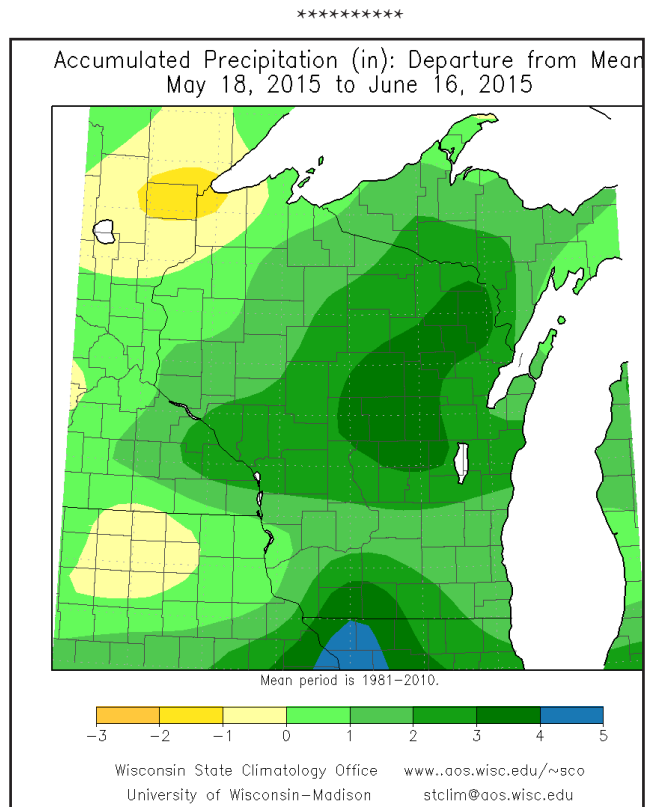 **********
Accumulated Precipitation (in): Departure from Mean
May 18, 2015 to June 16, 2015
Mean period is 1981-2010.
-3 -2 -1 0 1 2 3 4 5
Wisconsin State Climatology Office www..aos.wisc.edu/~sco
University of Wisconsin-Madison stclim@aos.wisc.edu